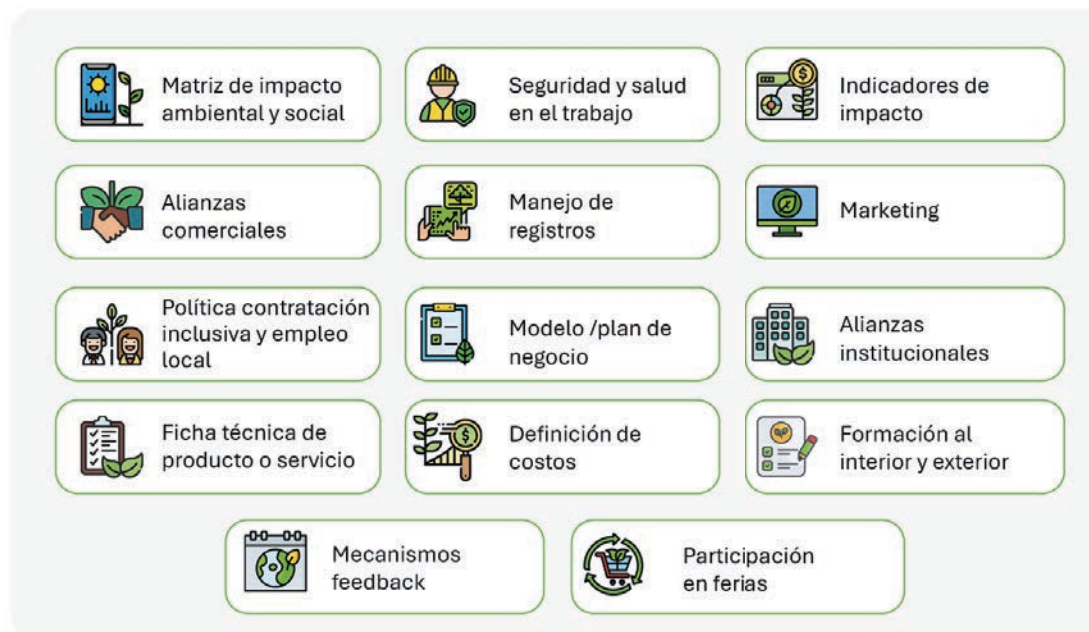 Matriz de impacto
ambiental y social
Seguridad y salud
en el trabajo
Indicadores de
impacto
Alianzas
comerciales
Manejo de
registros
Marketing
Política contratación
inclusiva y empleo
local
Modelo /plan de
negocio
Alianzas
institucionales
Ficha técnica de
producto o servicio
Definición de
costos
Formación al
interior y exterior
Mecanismos
feedback
Participación
en ferias